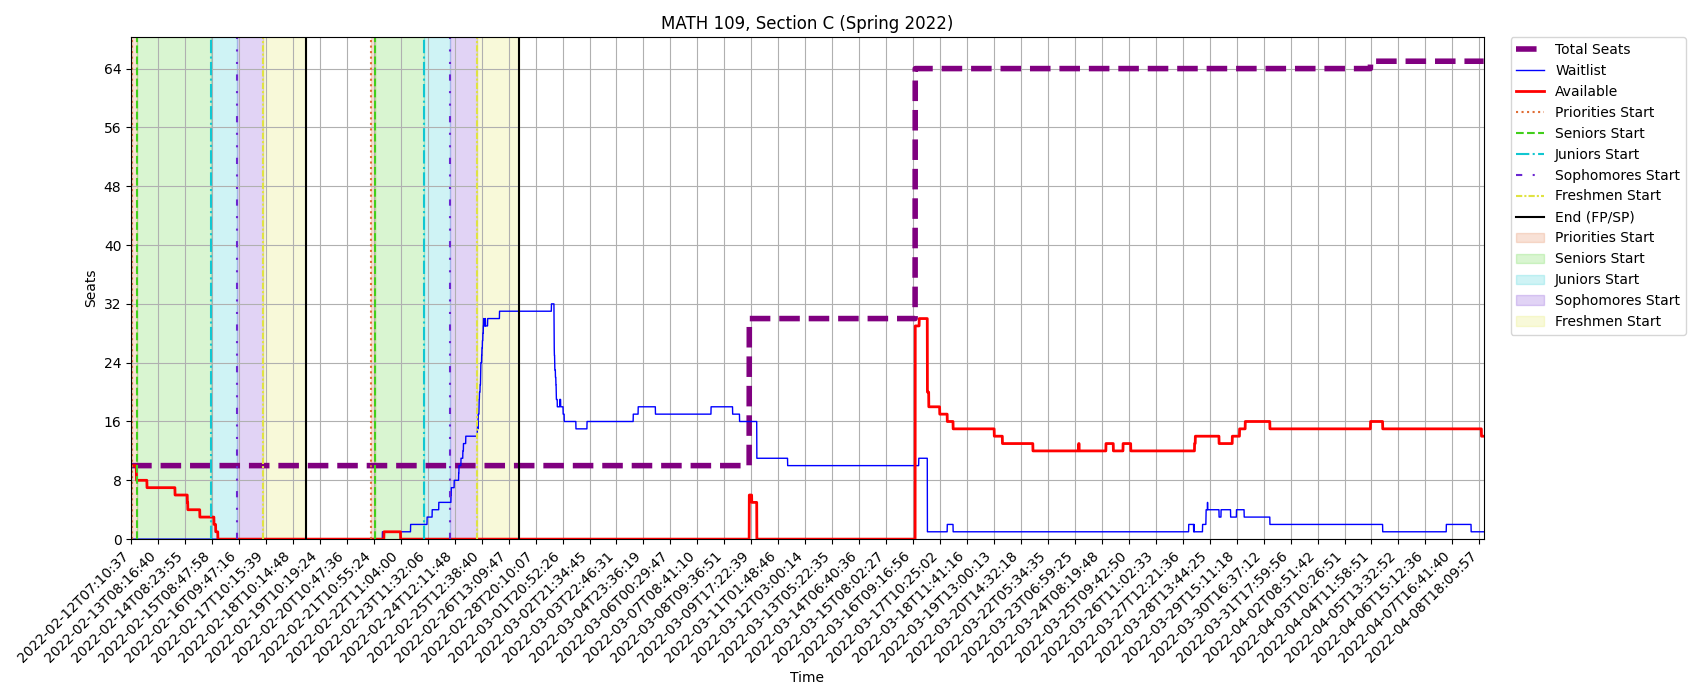 MATH 109, Section C (Spring 2022)
Seats
64
56
48
40
32
24
16
8
0
2022-02-12T07:10:37
2022-02-13T08:16:40
2022-02-14T08:23:55
2022-02-15T08:47:58
2022-02-16T09:47:16
2022-02-17T10:15:39
2022-02-18T10:14:48
2022-02-19T10:19:24
2022-02-20T10:47:36
2022-02-21T10:55:24
2022-02-22T11:04:00
2022-02-23T11:32:06
2022-02-24T12:11:48
2022-02-25T12:38:40
2022-02-26T13:09:47
2022-02-28T20:10:07
2022-03-01T20:52:26
2022-03-02T21:34:45
2022-03-03T22:46:31
2022-03-04T23:36:19
2022-03-06T00:29:47
2022-03-07T08:41:10
2022-03-08T09:36:51
2022-03-09T17:22:39
2022-03-11T01:48:46
2022-03-12T03:00:14
2022-03-13T05:22:35
2022-03-14T06:40:36
2022-03-15T08:02:27
2022-03-16T09:16:56
2022-03-17T10:25:02
2022-03-18T11:41:16
2022-03-19T13:00:13
2022-03-20T14:32:18
2022-03-22T05:34:35
2022-03-23T06:59:25
2022-03-24T08:19:48
2022-03-25T09:42:50
2022-03-26T11:02:33
2022-03-27T12:21:36
2022-03-28T13:44:25
2022-03-29T15:11:18
2022-03-30T16:37:12
2022-03-31T17:59:56
2022-04-02T08:51:42
2022-04-03T10:26:51
2022-04-04T11:58:51
2022-04-05T13:32:52
2022-04-06T15:12:36
2022-04-07T16:41:40
2022-04-08T18:09:57
Time
Total Seats
Waitlist
Available
Priorities Start
Seniors Start
Juniors Start
Sophomores Start
Freshmen Start
End (FP/SP)
Priorities Start
Seniors Start
Juniors Start
Sophomores Start
Freshmen Start